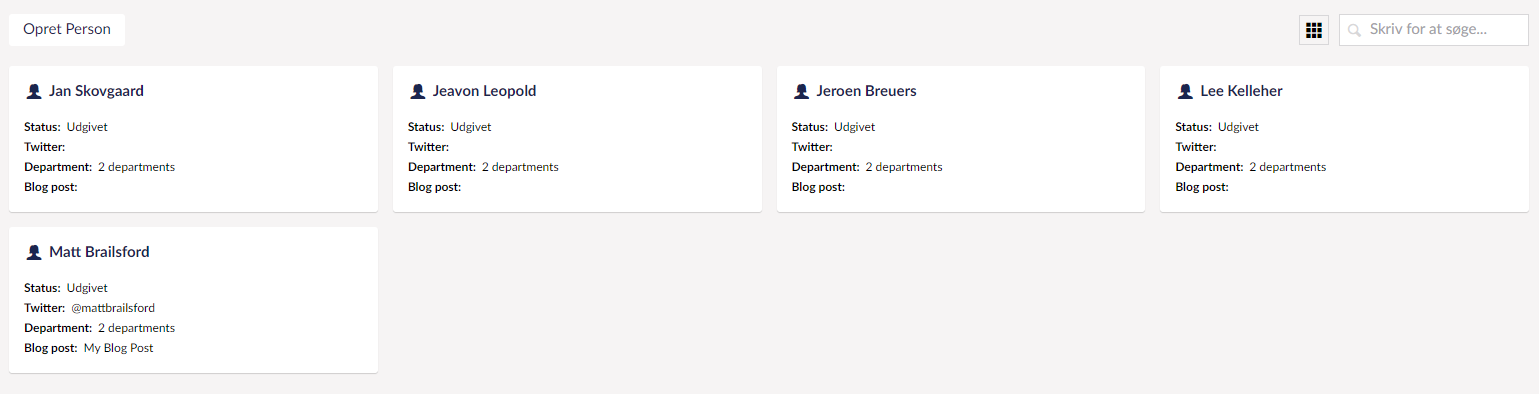 Opret Person
Skriv for at søge...
Jan Skovgaard
Status: Udgivet
Twitter:
Department: 2 departments
Blog post:
Jeavon Leopold
Status: Udgivet
Twitter:
Department: 2 departments
Blog post:
Jeroen Breuers
Status: Udgivet
Twitter:
Department: 2 departments
Blog post:
Lee Kelleher
Status: Udgivet
Twitter:
Department: 2 departments
Blog post:
Matt Brailsford
Status: Udgivet
Twitter: @mattbrailsford
Department: 2 departments
Blog post: My Blog Post